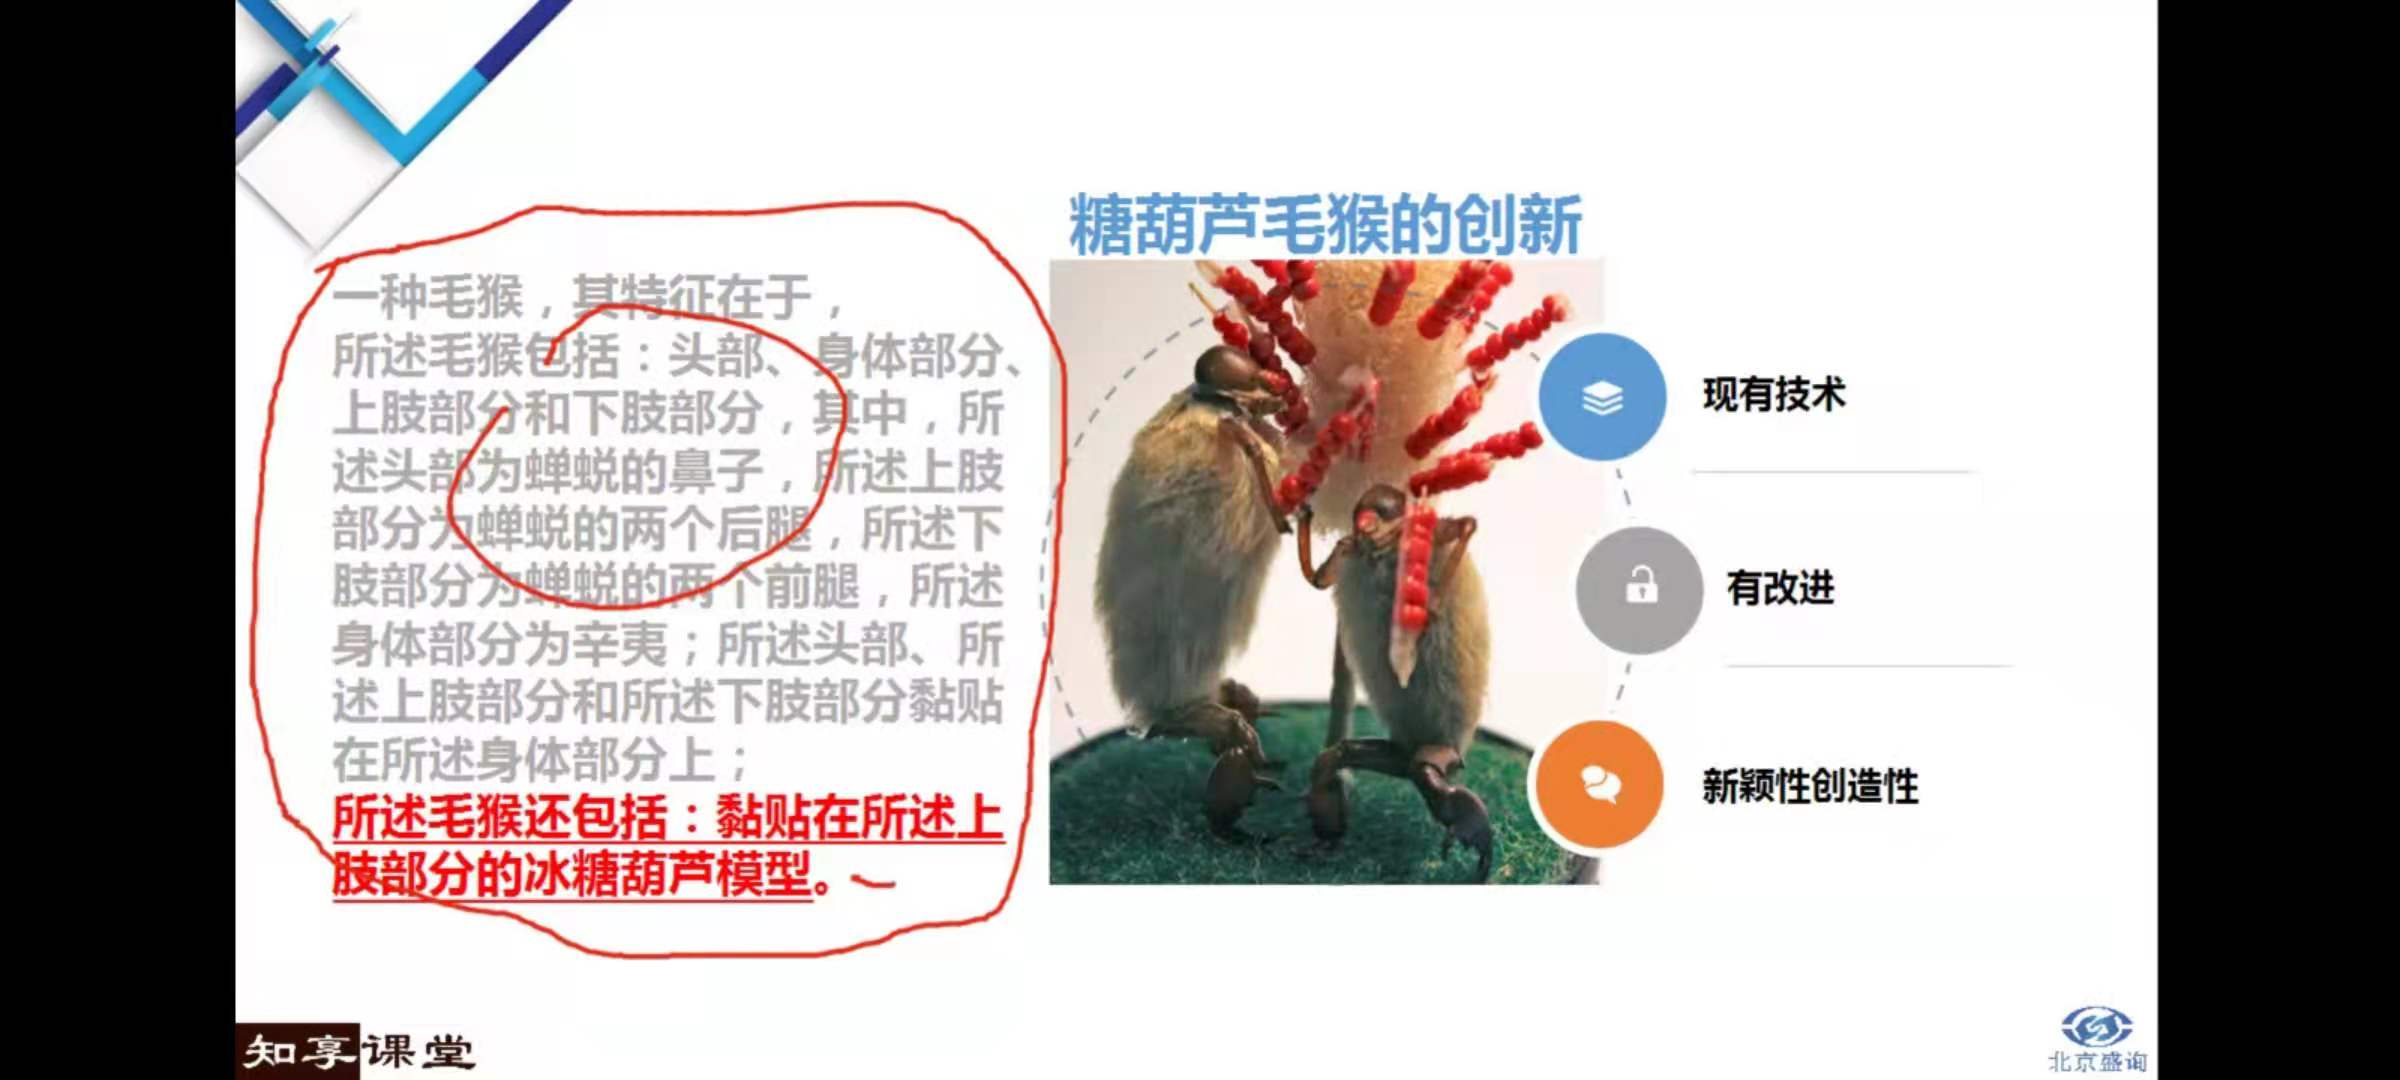 糖葫芦毛猴的创新
一种毛猴，其特征在于，
所述毛猴包括：头部、身体部分、
上肢部分和下肢部分，其中，所
述头部为蝉蜕的鼻子，所述上肢
部分为蝉蜕的两个后腿，所述下
肢部分为蝉蜕的两个前腿，所述
身体部分为辛夷；所述头部、所
述上肢部分和所述下肢部分黏贴
在所述身体部分上；
所述毛猴还包括：黏贴在所述上
肢部分的冰糖葫芦模型。
现有技术
有改进
新颖性创造性
知享课堂
北京盛询